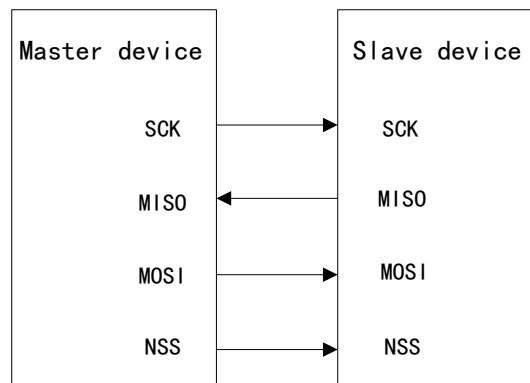 Master device Slave device
SCK SCK
MISO MISO
MOSI MOSI
NSS NSS